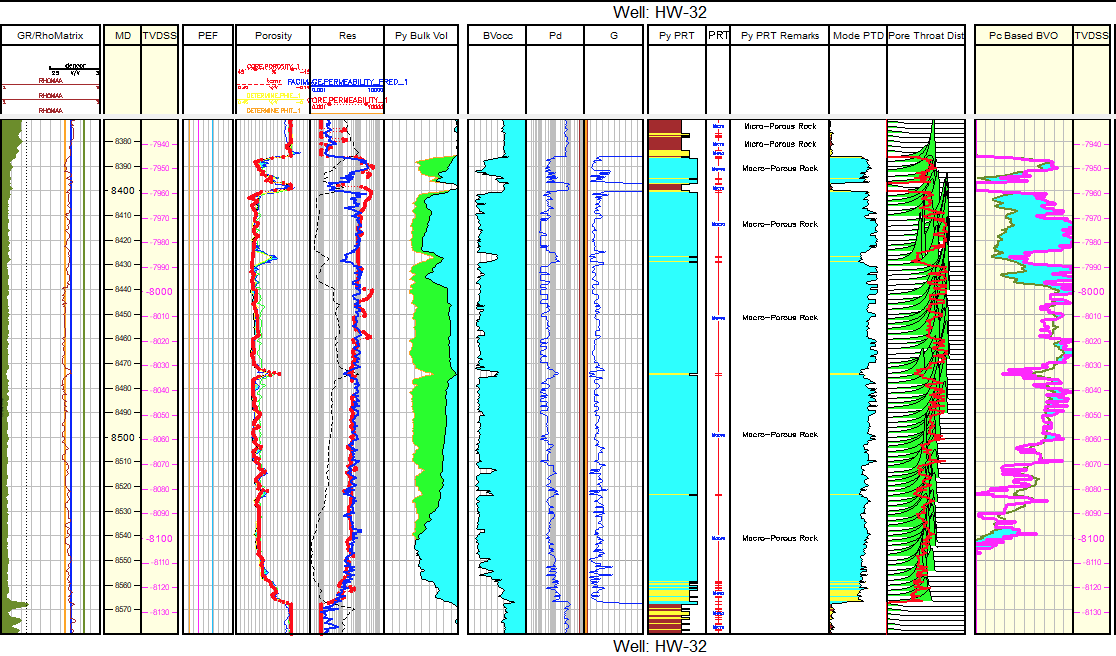 Well: HW-32
GR/RhoMatrix MD TVDSS PEF Porosity Res Py Bulk Vol BVocc Pd G Py PRT PRT Py PRT Remarks Mode PTD Pore Throat Dist Pc Based BVO TVDSS
RHOMAA
RHOMAA
RHOMAA
CORE.POROSITY_1
DETERMINE.PHIT_1
DETERMINE.PHIT_1
CORE.PERMEABILITY_1
Micro-Porous Rock
8380 -7940 Micro-Porous Rock -7940
8390 -7950 Macro-Porous Rock -7950
8400 -7960 -7960
8410 -7970 Macro-Porous Rock -7970
8420 -7980 -7980
8430 -7990 -7990
8440 -8000 -8000
8450 -8010 Macro-Porous Rock -8010
8460 -8020 -8020
8470 -8030 -8030
8480 -8040 -8040
8490 -8050 -8050
8500 -8060 Macro-Porous Rock -8060
8510 -8070 -8070
8520 -8080 -8080
8530 -8090 -8090
8540 -8100 Macro-Porous Rock -8100
8550 -8110 -8110
8560 -8120 -8120
8570 -8130 -8130
Well: HW-32